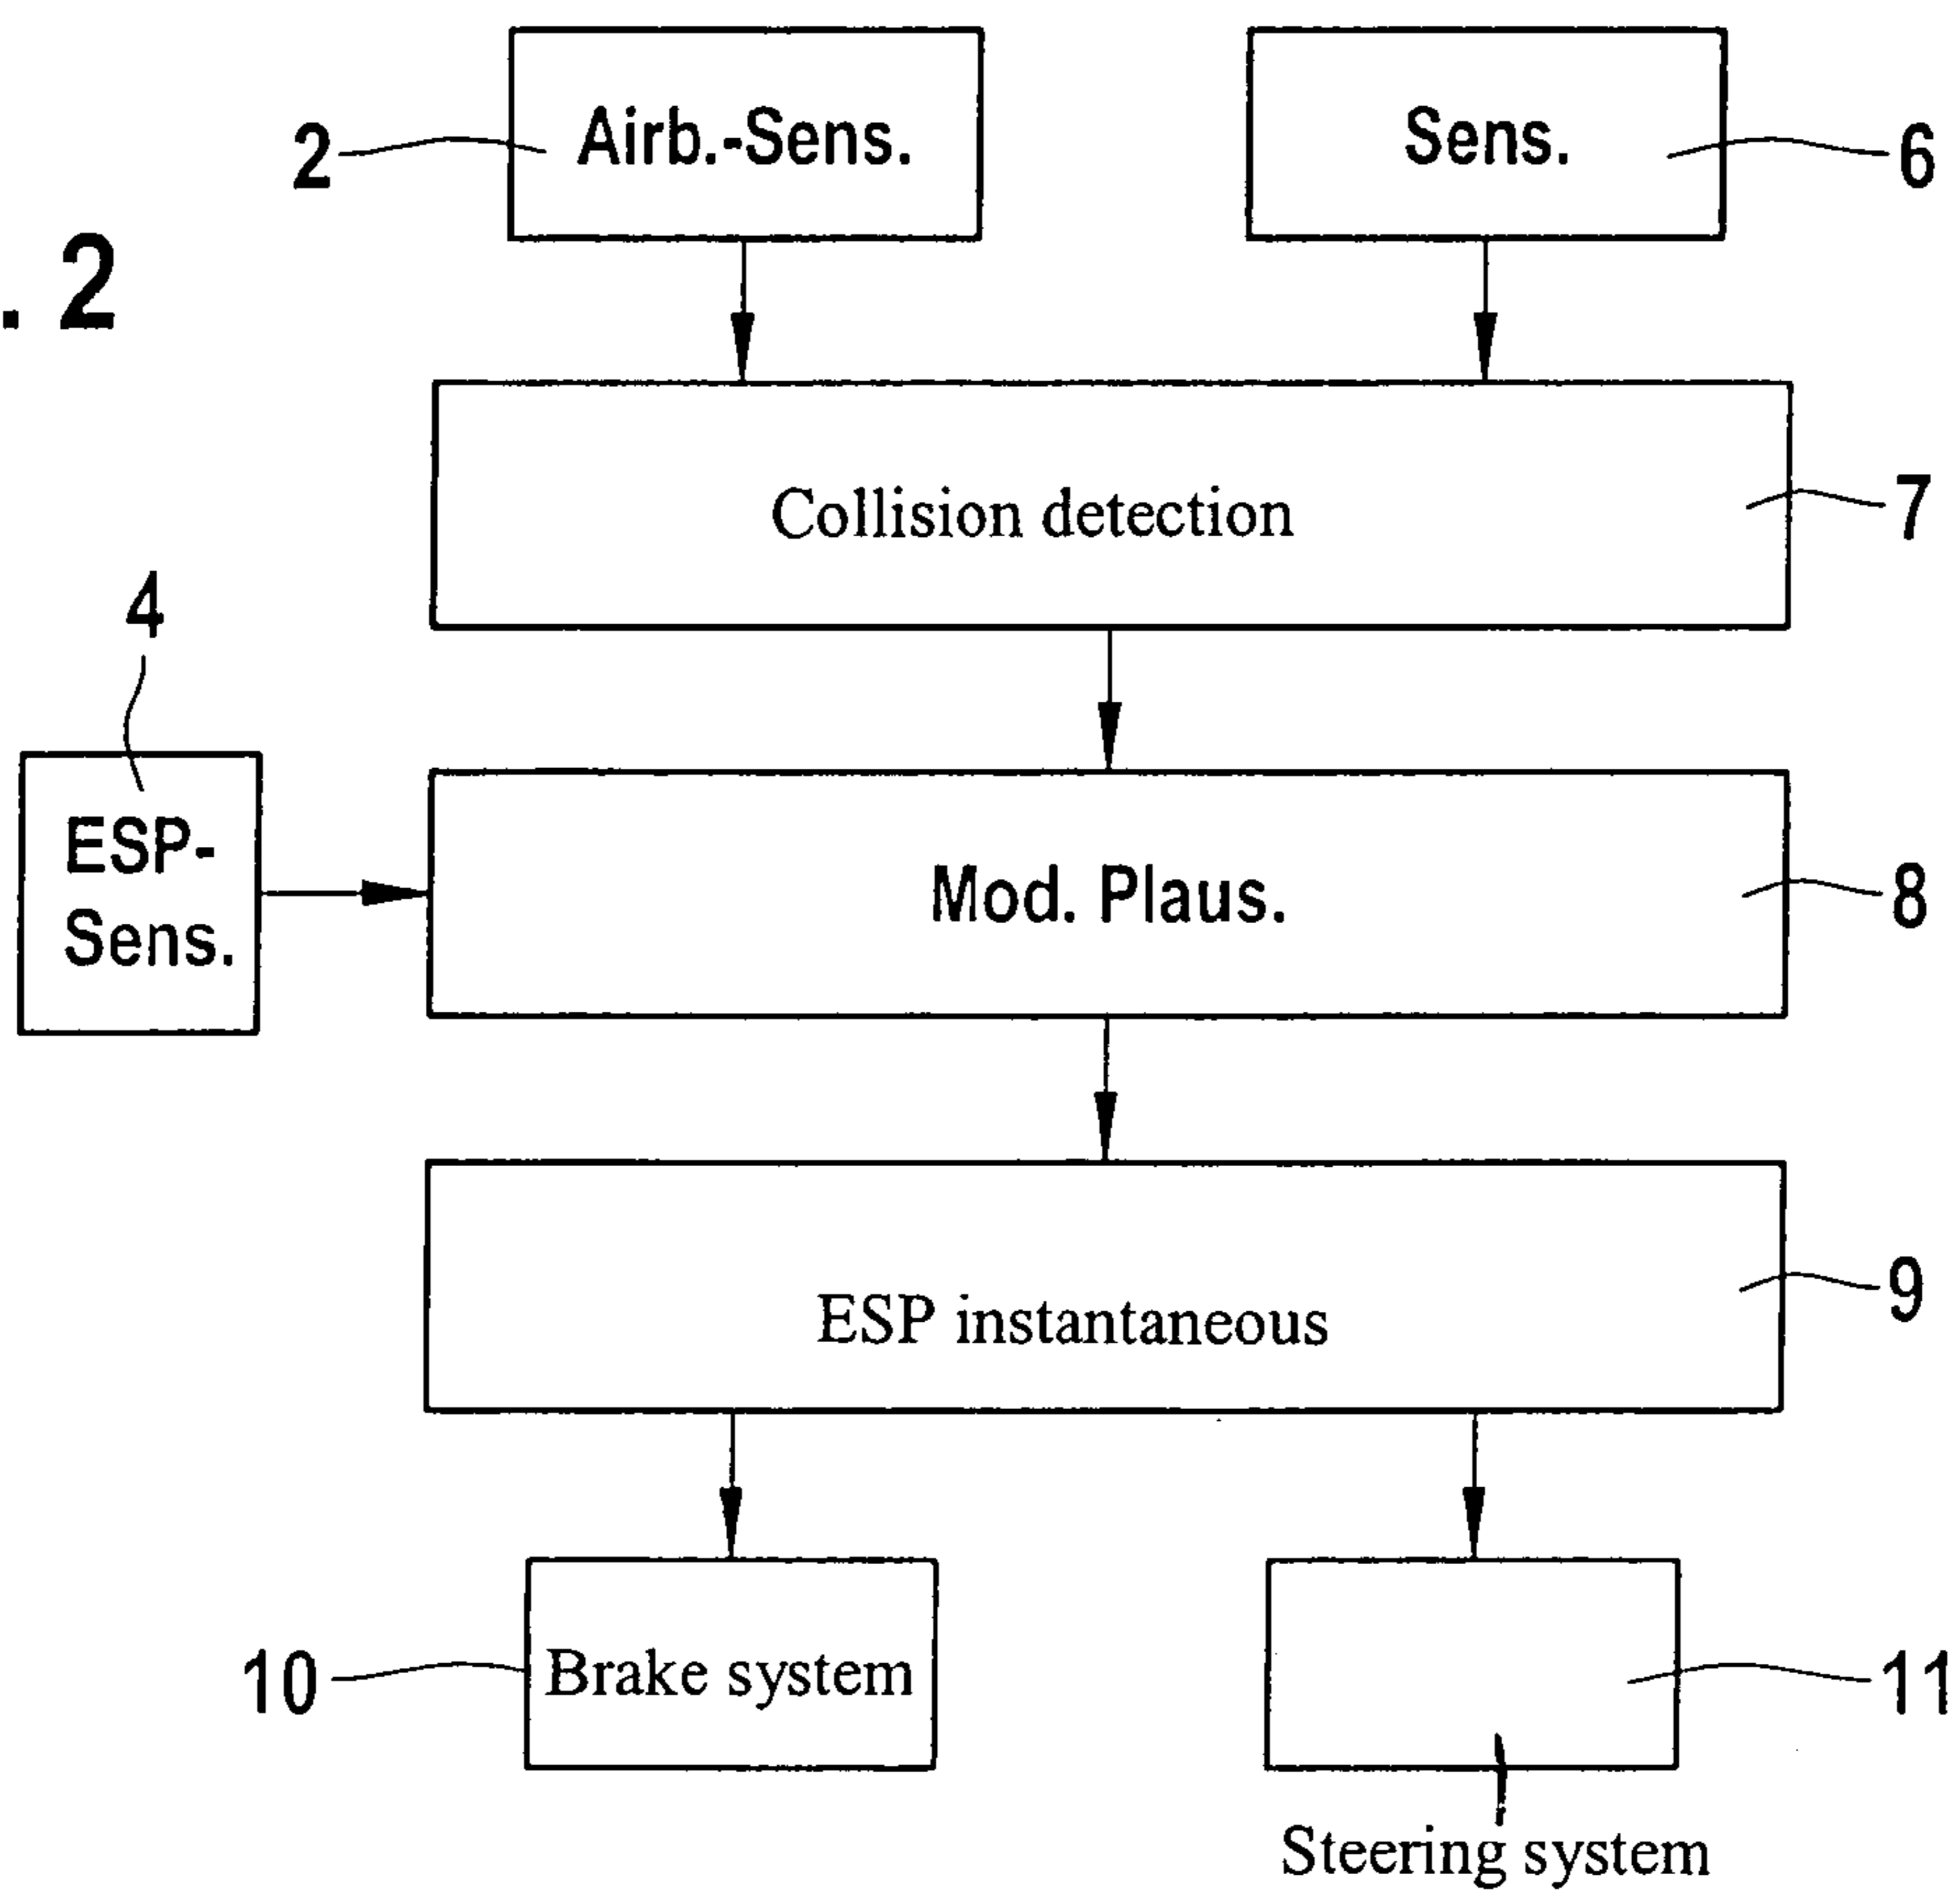 2
Airb.-Sens.
Sens.
6
. 2
Collision detection
7
4
ESP-
Sens.
Mod. Plaus.
8
ESP instantaneous
9
10
Brake system
11
Steering system